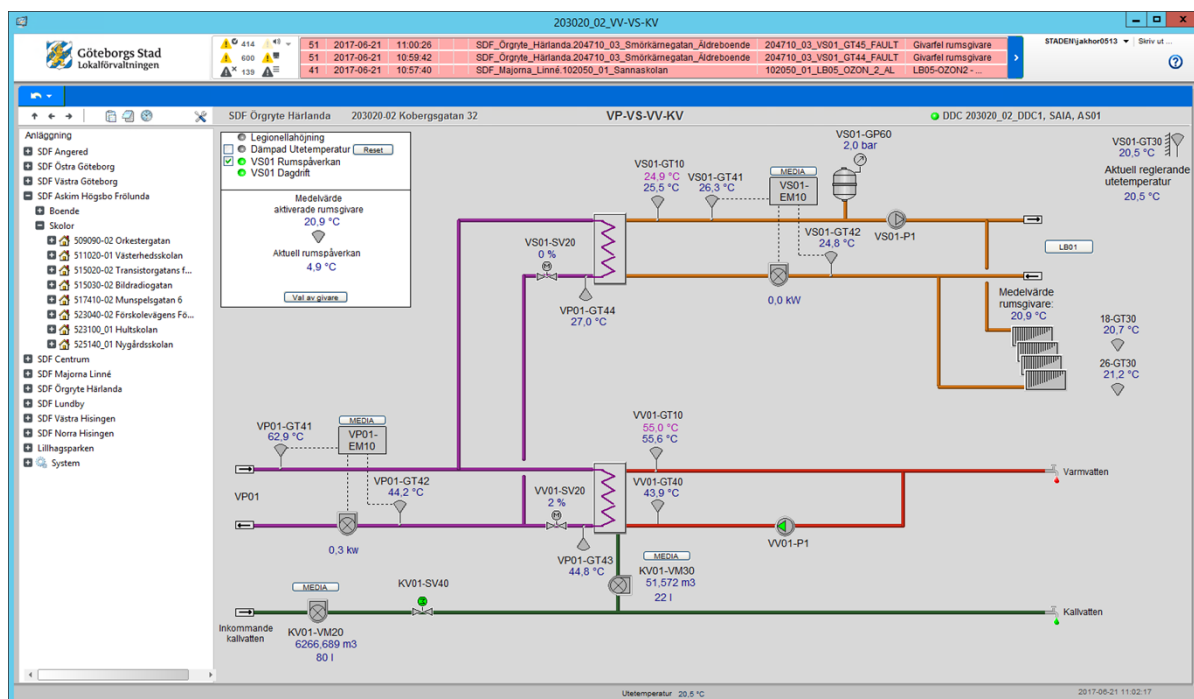 203020_02_VV-VS-KV
Göteborgs Stad
Lokalförvaltningen
414
600
139
51 2017-06-21 11:00:26 SDF_Örgryte_Härlanda.204710_03_Smörkärnegatan_Äldreboende 204710_03_VS01_GT45_FAULT Givarfel rumsgivare
51 2017-06-21 10:59:42 SDF_Örgryte_Härlanda.204710_03_Smörkärnegatan_Äldreboende 204710_03_VS01_GT44_FAULT Givarfel rumsgivare
41 2017-06-21 10:57:40 SDF_Majorna_Linné.102050_01_Sannaskolan 102050_01_LB05_OZON_2_AL LB05-OZON2 - ...
STADEN\jakhor0513 Skriv ut ...
SDF Örgryte Härlanda 203020-02 Kobergsgatan 32 VP-VS-VV-KV DDC 203020_02_DDC1, SAIA, AS01
Anläggning
SDF Angered
SDF Östra Göteborg
SDF Västra Göteborg
SDF Askim Högsbo Frölunda
Boende
Skolor
509090-02 Orkestergatan
511020-01 Västerhedsskolan
515020-02 Transistorgatans f...
515030-02 Bildradiogatan
517410-02 Munspelsgatan 6
523040-02 Förskolevägens Fö...
523100_01 Hultskolan
525140_01 Nygårdsskolan
SDF Centrum
SDF Majorna Linné
SDF Örgryte Härlanda
SDF Lundby
SDF Västra Hisingen
SDF Norra Hisingen
Lillhagsparken
System
Legionellahöjning
Dämpad Utetemperatur Reset
VS01 Rumspåverkan
VS01 Dagdrift
Medelvärde
aktiverade rumsgivare
20,9 °C
Aktuell rumspåverkan
4,9 °C
Val av givare
VS01-GP60
2,0 bar
VS01-GT10
24,9 °C
25,5 °C
VS01-GT41
26,3 °C
MEDIA
VS01-
EM10
VS01-P1
VS01-GT42
24,8 °C
VS01-GT30
20,5 °C
Aktuell reglerande
utetemperatur
20,5 °C
LB01
VS01-SV20
0 %
M
VP01-GT44
27,0 °C
0,0 kW
Medelvärde
rumsgivare:
20,9 °C
18-GT30
20,7 °C
26-GT30
21,2 °C
VP01-GT41
62,9 °C
MEDIA
VP01-
EM10
VP01-GT42
44,2 °C
VP01
0,3 kw
VV01-SV20
2 %
M
VP01-GT43
44,8 °C
VV01-GT10
55,0 °C
55,6 °C
VV01-GT40
43,9 °C
VV01-P1
Varmvatten
MEDIA
KV01-VM30
51,572 m3
22 l
KV01-SV40
MEDIA
Inkommande
kallvatten
KV01-VM20
6266,689 m3
80 l
Kallvatten
Utetemperatur 20,5 °C
2017-06-21 11:02:17